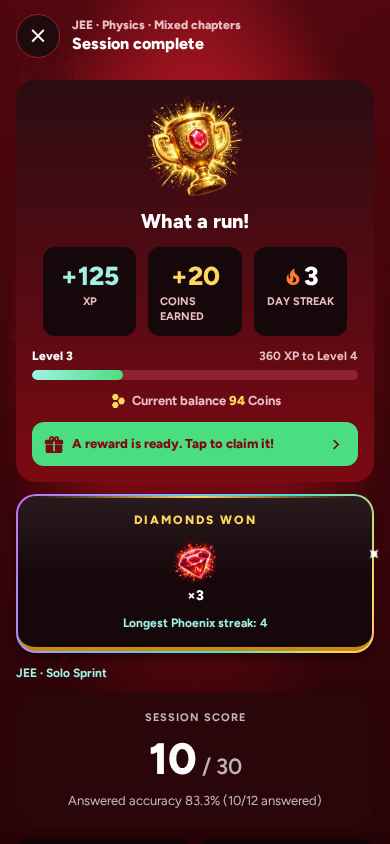 JEE · Physics · Mixed chapters
Session complete
What a run!
+125
XP
+20
COINS
EARNED
3
DAY STREAK
Level 3
360 XP to Level 4
Current balance 94 Coins
A reward is ready. Tap to claim it!
DIAMONDS WON
×3
Longest Phoenix streak: 4
JEE · Solo Sprint
SESSION SCORE
10 / 30
Answered accuracy 83.3% (10/12 answered)